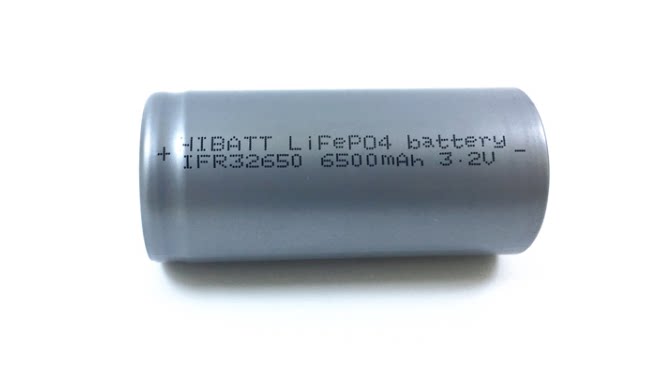 + HIBATT LiFePO4 battery -
IFR32650 6500mAh 3.2V